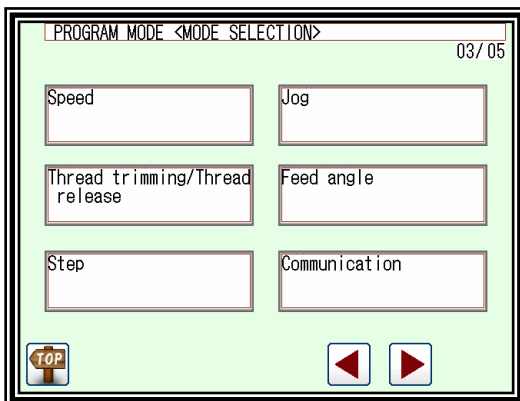 PROGRAM MODE <MODE SELECTION>
03/05
Speed
Jog
Thread trimming/Thread
release
Feed angle
Step
Communication
TOP